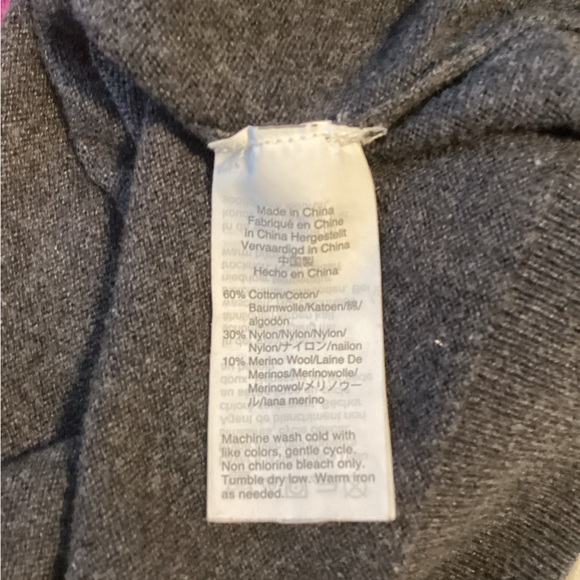 Made in China
Fabriqué en Chine
in China Hergestellt
Vervaardigd in China
中国製
Hecho en China
60% Cotton/Coton/
Baumwolle/Katoen/綿/
algodón
30% Nylon/Nylon/Nylon/
Nylon/ナイロン/nailon
10% Merino Wool/Laine De
Merinos/Merinowolle/
Merinowol/メリノウー
ル/lana merino
Machine wash cold with
like colors, gentle cycle.
Non chlorine bleach only.
Tumble dry low. Warm iron
as needed.